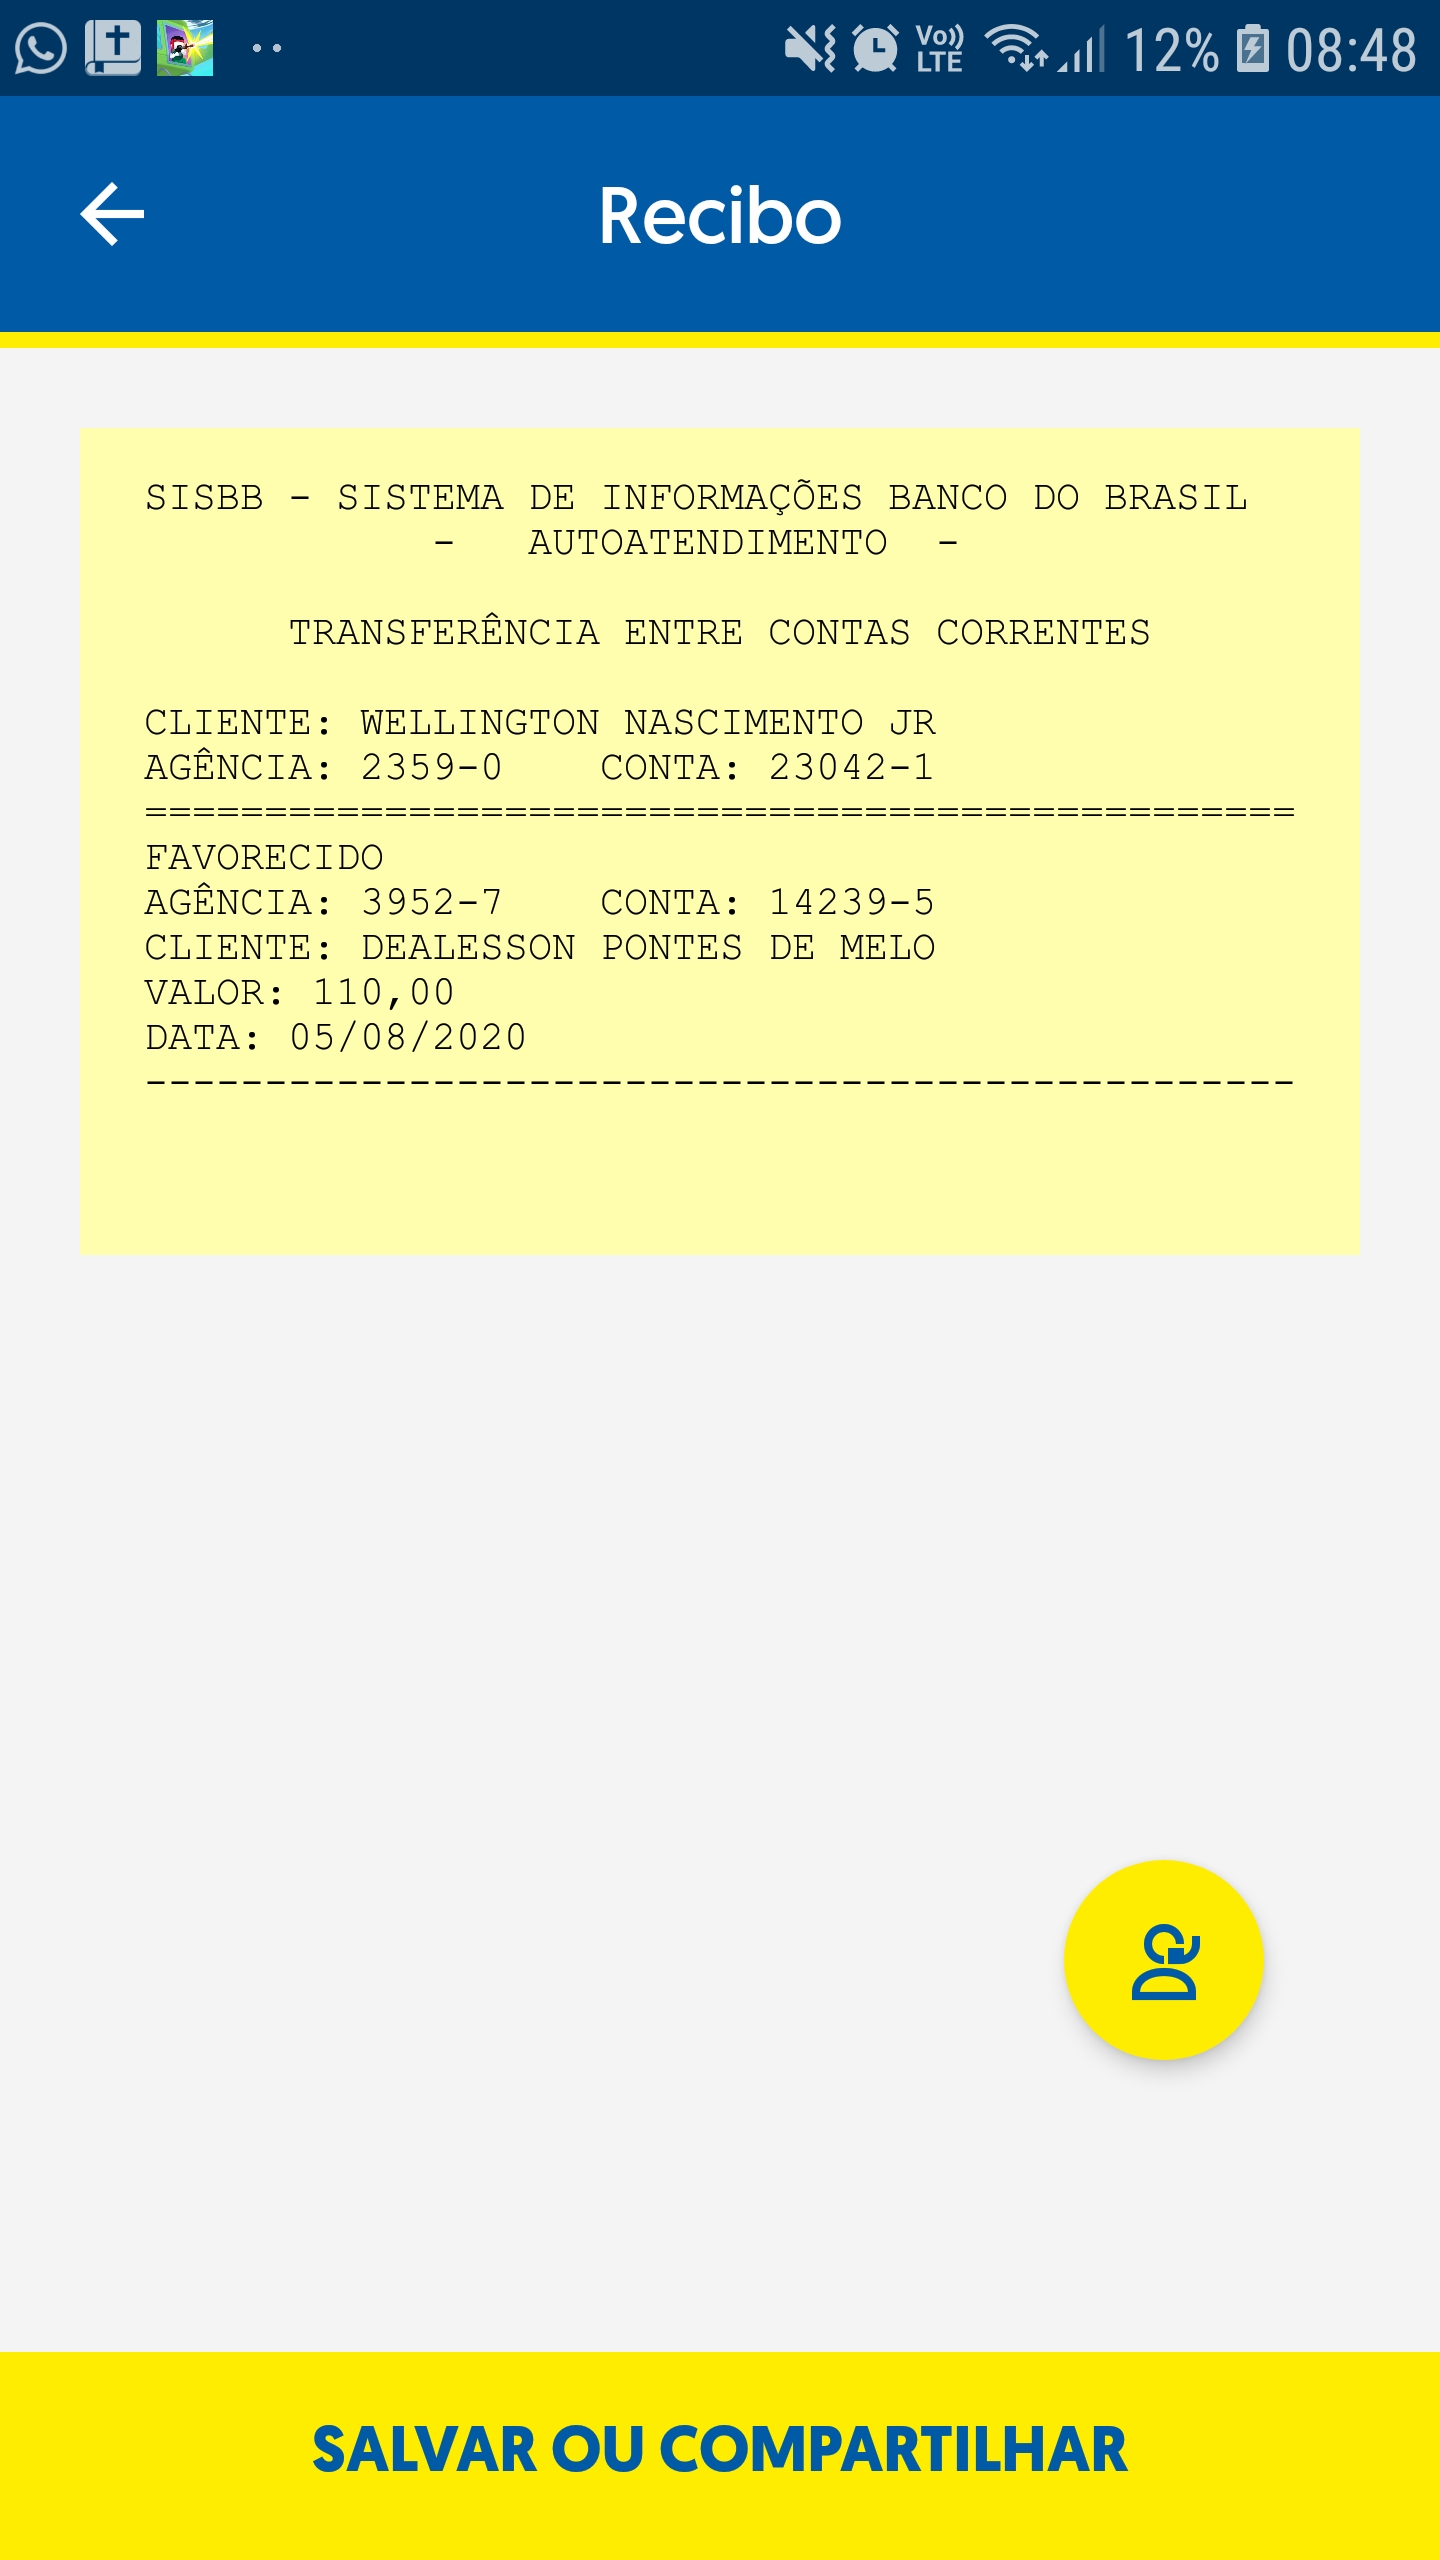 12% 08:48
Vo)) LTE
Recibo
SISBB - SISTEMA DE INFORMAÇÕES BANCO DO BRASIL
- AUTOATENDIMENTO -
TRANSFERÊNCIA ENTRE CONTAS CORRENTES
CLIENTE: WELLINGTON NASCIMENTO JR
AGÊNCIA: 2359-0 CONTA: 23042-1
================================================
FAVORECIDO
AGÊNCIA: 3952-7 CONTA: 14239-5
CLIENTE: DEALESSON PONTES DE MELO
VALOR: 110,00
DATA: 05/08/2020
------------------------------------------------
SALVAR OU COMPARTILHAR